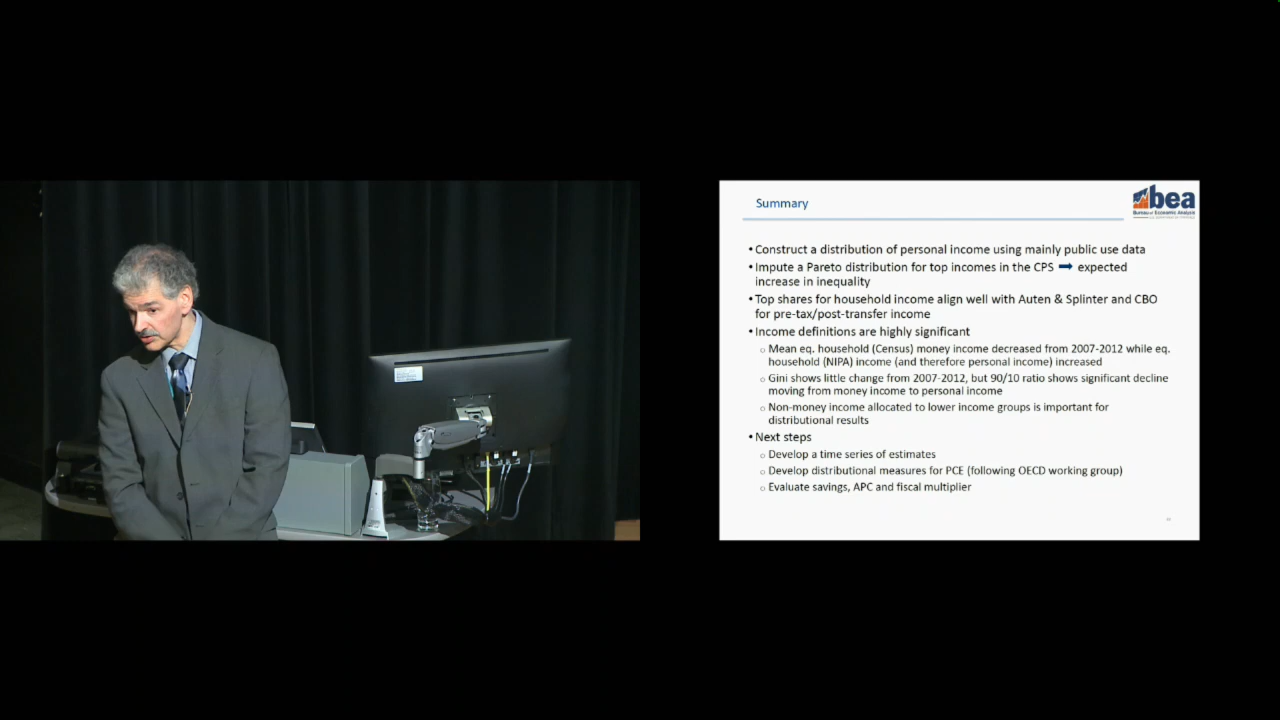 Summary
bea
Bureau of Economic Analysis
• Construct a distribution of personal income using mainly public use data
• Impute a Pareto distribution for top incomes in the CPS ➡ expected
increase in inequality
• Top shares for household income align well with Auten & Splinter and CBO
for pre-tax/post-transfer income
• Income definitions are highly significant
○ Mean eq. household (Census) money income decreased from 2007-2012 while eq.
household (NIPA) income (and therefore personal income) increased
○ Gini shows little change from 2007-2012, but 90/10 ratio shows significant decline
moving from money income to personal income
○ Non-money income allocated to lower income groups is important for
distributional results
• Next steps
○ Develop a time series of estimates
○ Develop distributional measures for PCE (following OECD working group)
○ Evaluate savings, APC and fiscal multiplier